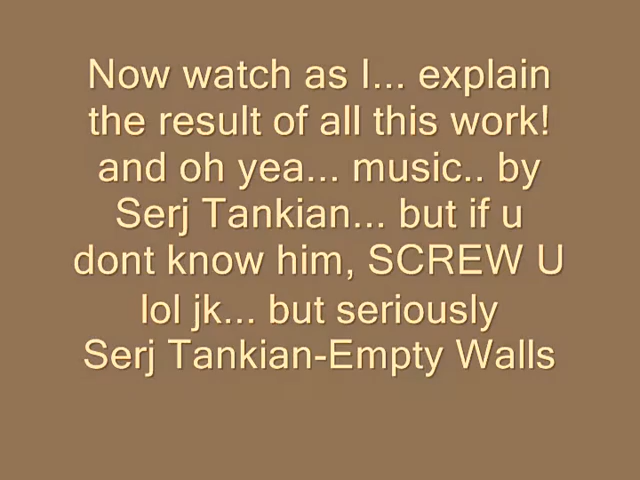 Now watch as I... explain
the result of all this work!
and oh yea... music.. by
Serj Tankian... but if u
dont know him, SCREW U
lol jk... but seriously
Serj Tankian-Empty Walls